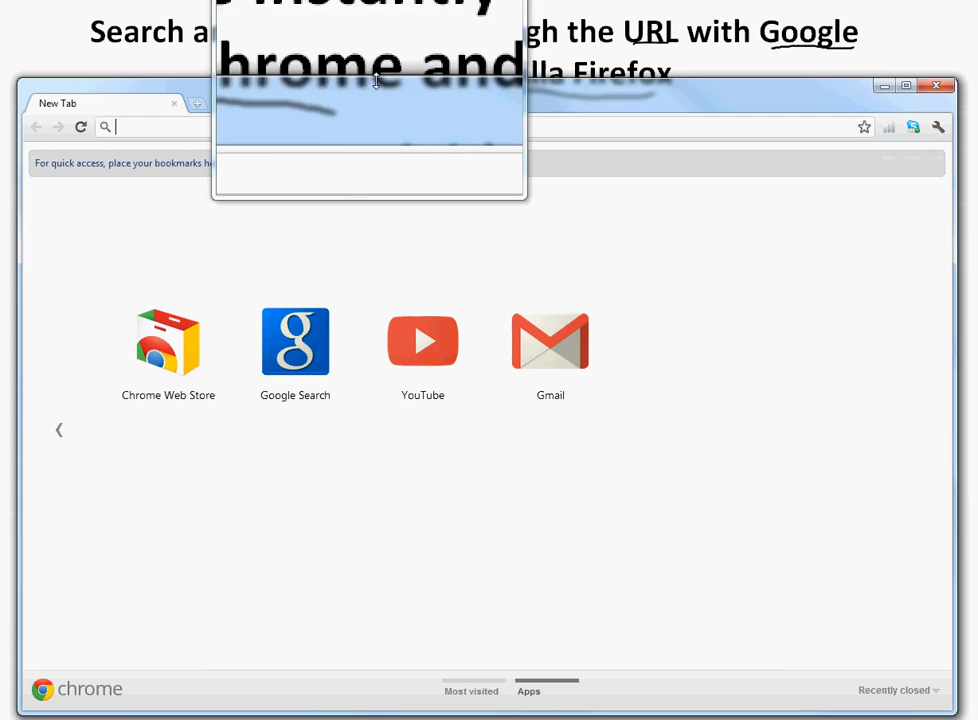 Search a
instantly
gh the URL with Google
hrome and
lla Firefox
New Tab
For quick access, place your bookmarks h
Chrome Web Store
Google Search
YouTube
Gmail
chrome
Most visited
Apps
Recently closed